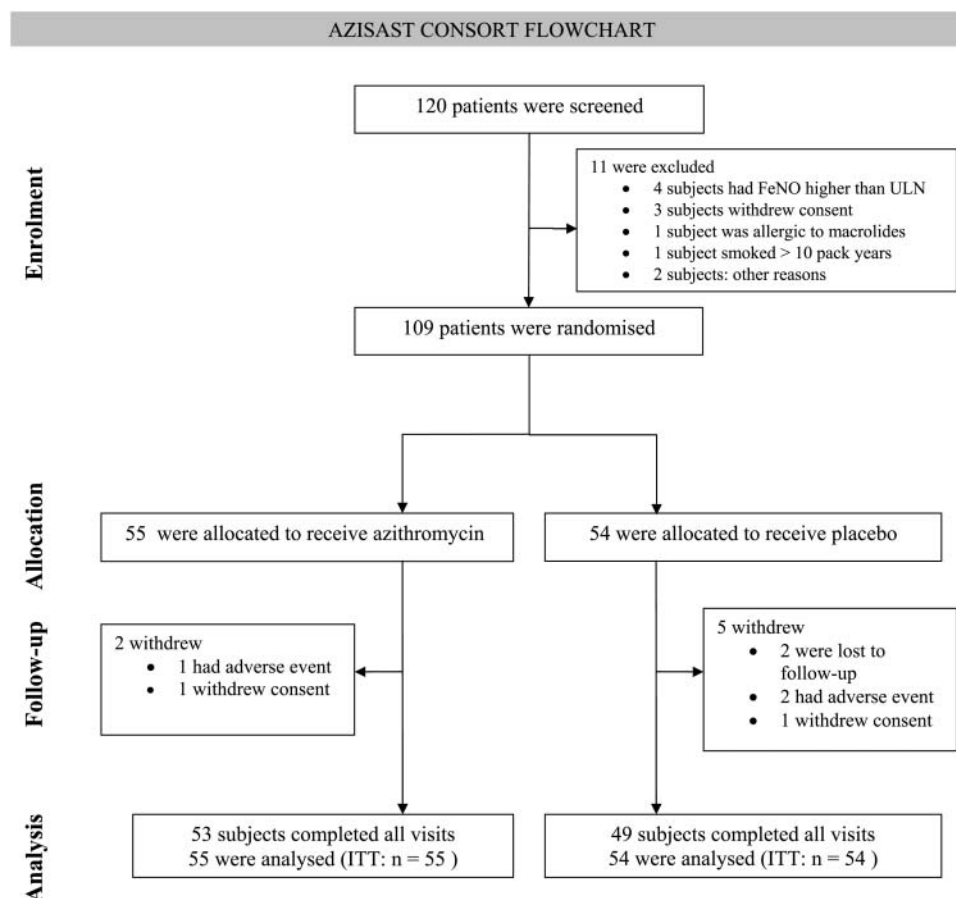 AZISAST CONSORT FLOWCHART
120 patients were screened
Enrolment
11 were excluded
• 4 subjects had FeNO higher than ULN
• 3 subjects withdrew consent
• 1 subject was allergic to macrolides
• 1 subject smoked > 10 pack years
• 2 subjects: other reasons
109 patients were randomised
Allocation
55 were allocated to receive azithromycin
54 were allocated to receive placebo
Follow-up
2 withdrew
• 1 had adverse event
• 1 withdrew consent
5 withdrew
• 2 were lost to
follow-up
• 2 had adverse event
• 1 withdrew consent
Analysis
53 subjects completed all visits
55 were analysed (ITT: n = 55 )
49 subjects completed all visits
54 were analysed (ITT: n = 54 )